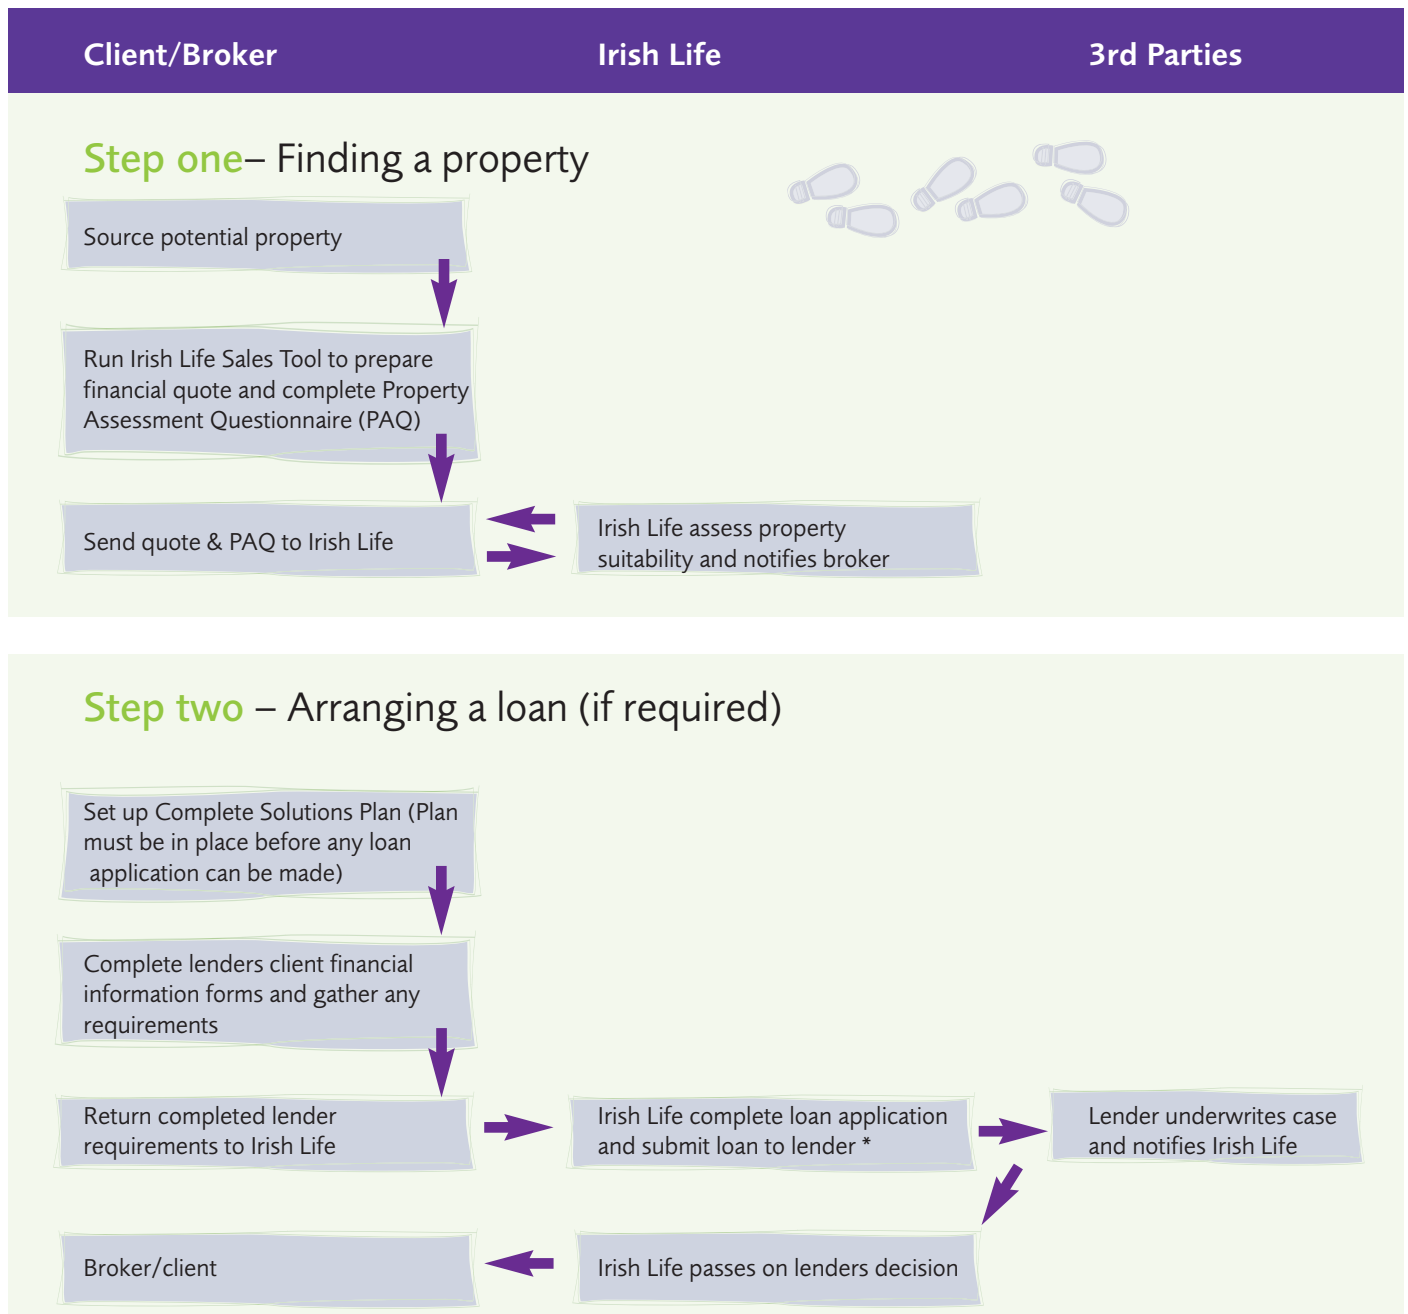 Client/Broker
Irish Life
3rd Parties
Step one– Finding a property
Source potential property
Run Irish Life Sales Tool to prepare
financial quote and complete Property
Assessment Questionnaire (PAQ)
Send quote & PAQ to Irish Life
Irish Life assess property
suitability and notifies broker
Step two – Arranging a loan (if required)
Set up Complete Solutions Plan (Plan
must be in place before any loan
application can be made)
Complete lenders client financial
information forms and gather any
requirements
Return completed lender
requirements to Irish Life
Irish Life complete loan application
and submit loan to lender *
Lender underwrites case
and notifies Irish Life
Broker/client
Irish Life passes on lenders decision